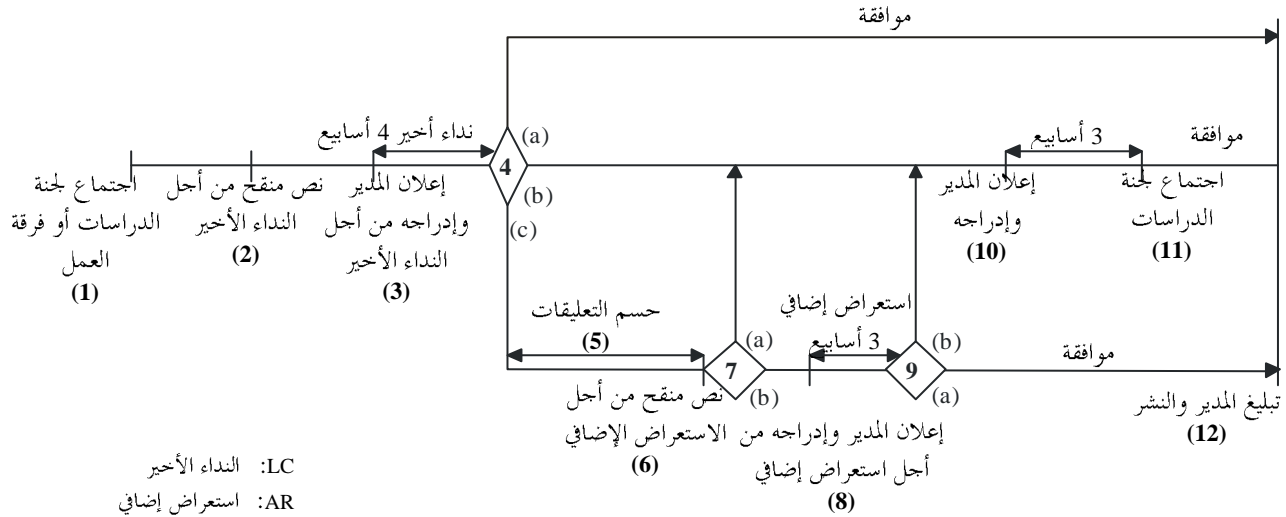 موافقة
نداء أخير 4 أسابيع
(a)
4
(b)
(c)
3 أسابيع
موافقة
اجتماع لجنة
الدراسات أو فرقة
العمل
(1)
نص منقح من أجل
النداء الأخير
(2)
إعلان المدير
وإدراجه من أجل
النداء الأخير
(3)
إعلان المدير
وإدراجه
(10)
اجتماع لجنة
الدراسات
(11)
حسم التعليقات
(5)
استعراض إضافي
3 أسابيع
(a)
7
(b)
(b)
9
(a)
موافقة
نص منقح من أجل
الاستعراض الإضافي
(6)
إعلان المدير وإدراجه من
أجل استعراض إضافي
(8)
تبليغ المدير والنشر
(12)
LC: النداء الأخير
AR: استعراض إضافي